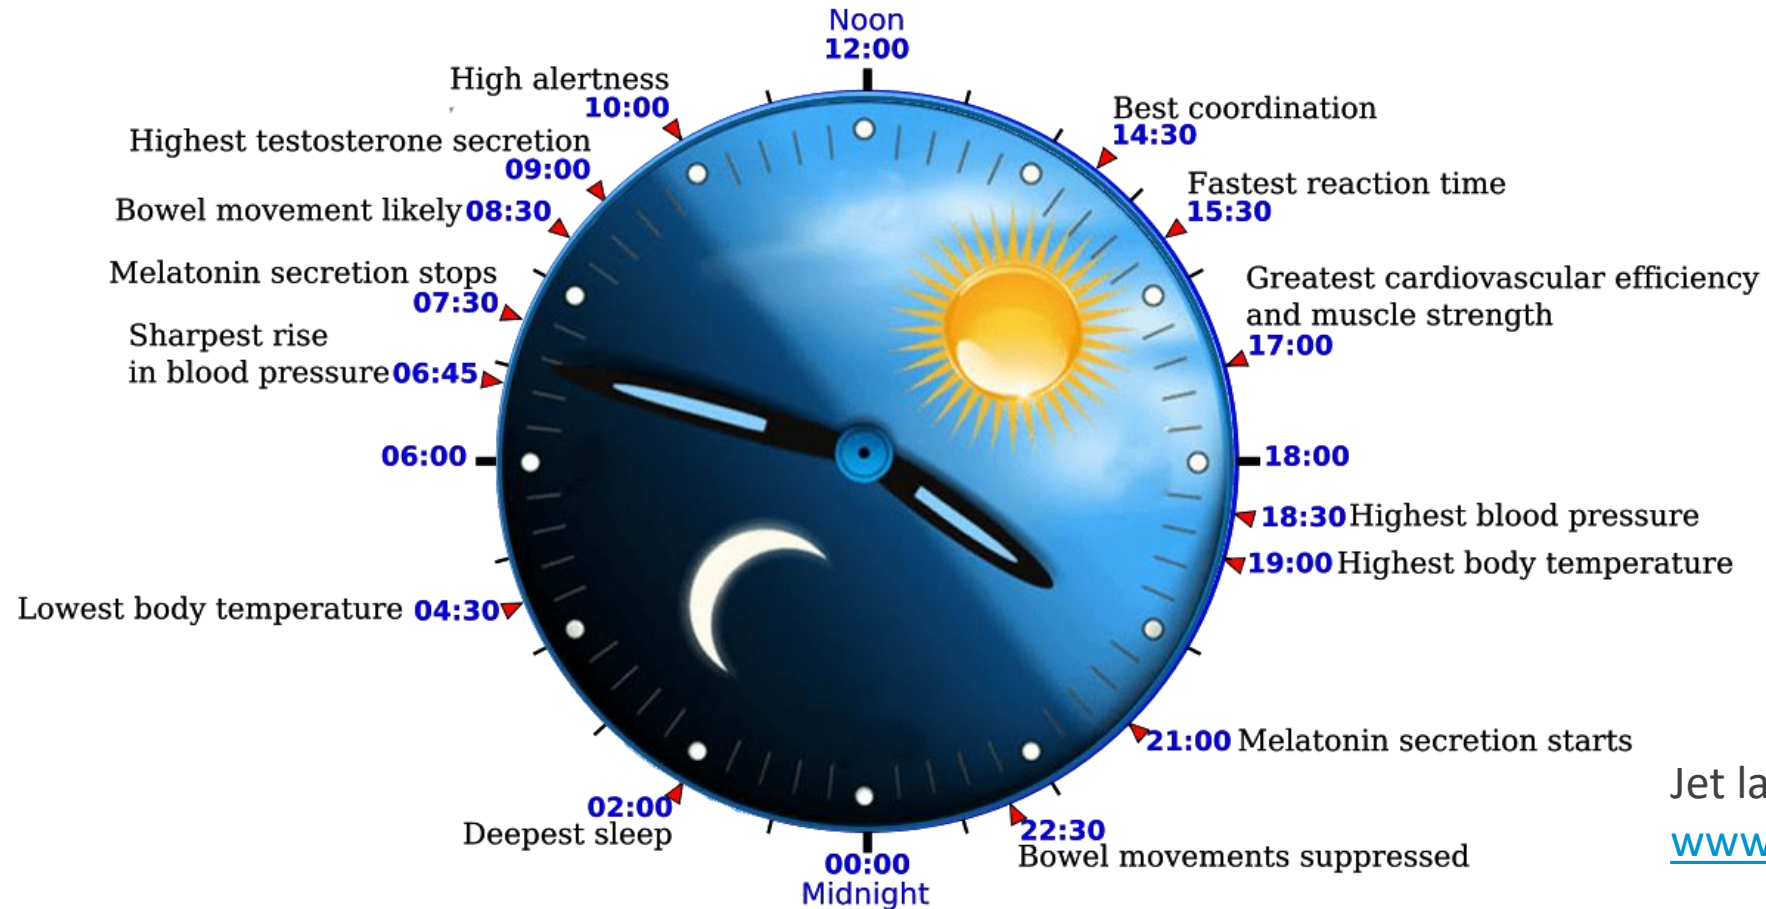 Noon
12:00
High alertness
10:00
Best coordination
14:30
Highest testosterone secretion
09:00
Fastest reaction time
15:30
Bowel movement likely 08:30
Melatonin secretion stops
07:30
Greatest cardiovascular efficiency
and muscle strength
17:00
Sharpest rise
in blood pressure 06:45
06:00
18:00
18:30 Highest blood pressure
19:00 Highest body temperature
Lowest body temperature 04:30
21:00 Melatonin secretion starts
Jet
www
02:00
Deepest sleep
22:30
Bowel movements suppressed
00:00
Midnight